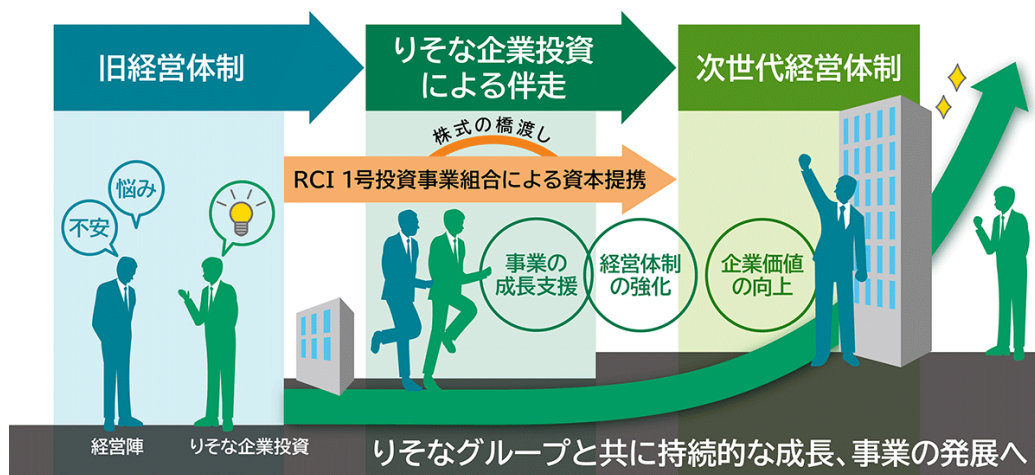 旧経営体制
りそな企業投資
による伴走
次世代経営体制
株式の橋渡し
RCI 1号投資事業組合による資本提携
悩み
不安
事業の
成長支援
経営体制
の強化
企業価値
の向上
経営陣
りそな企業投資
りそなグループと共に持続的な成長、事業の発展へ